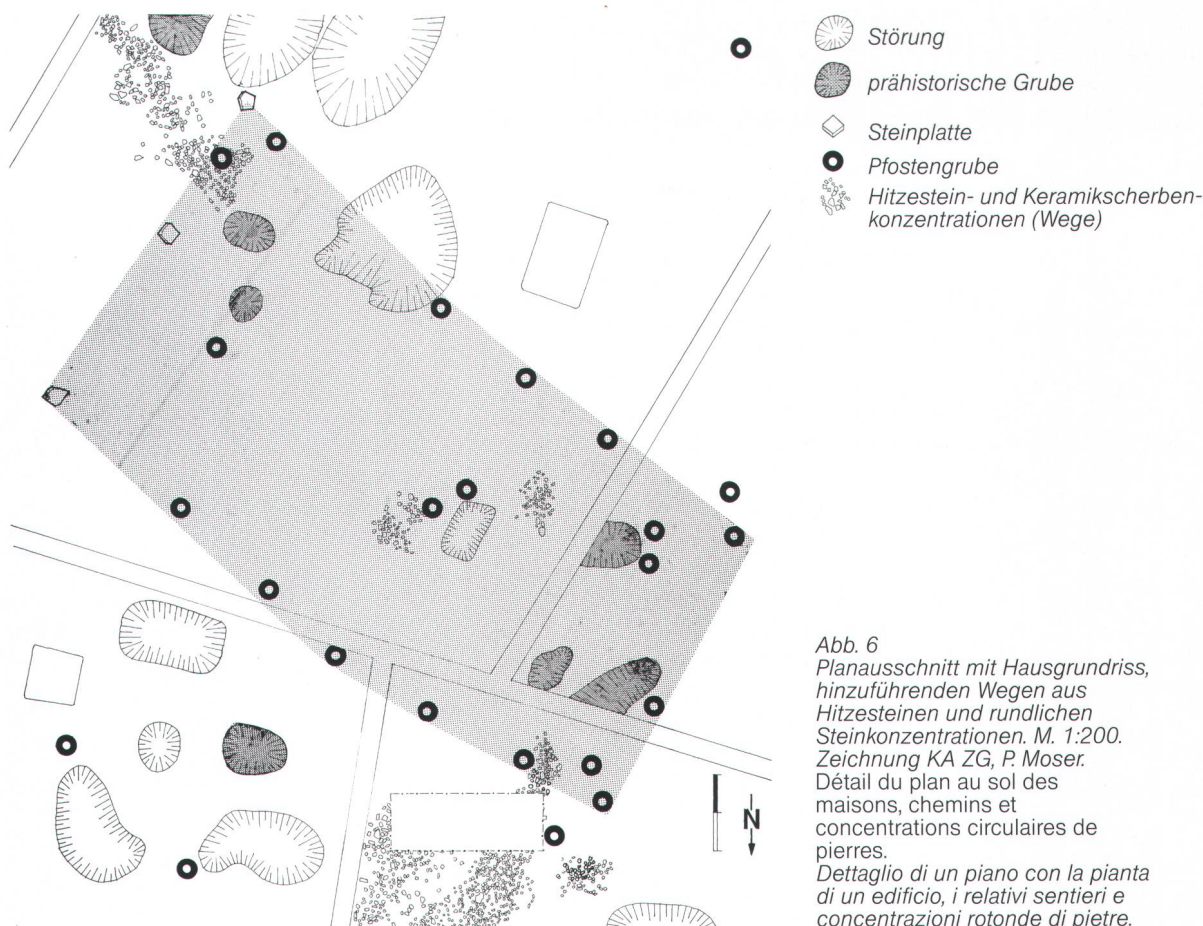 Störung
prähistorische Grube
Steinplatte
Pfostengrube
Hitzestein- und Keramikscherben-
konzentrationen (Wege)
N
Abb. 6
Planausschnitt mit Hausgrundriss,
hinzuführenden Wegen aus
Hitzesteinen und rundlichen
Steinkonzentrationen. M. 1:200.
Zeichnung KA ZG, P. Moser.
Détail du plan au sol des
maisons, chemins et
concentrations circulaires de
pierres.
Dettaglio di un piano con la pianta
di un edificio, i relativi sentieri e
concentrazioni rotonde di pietre.